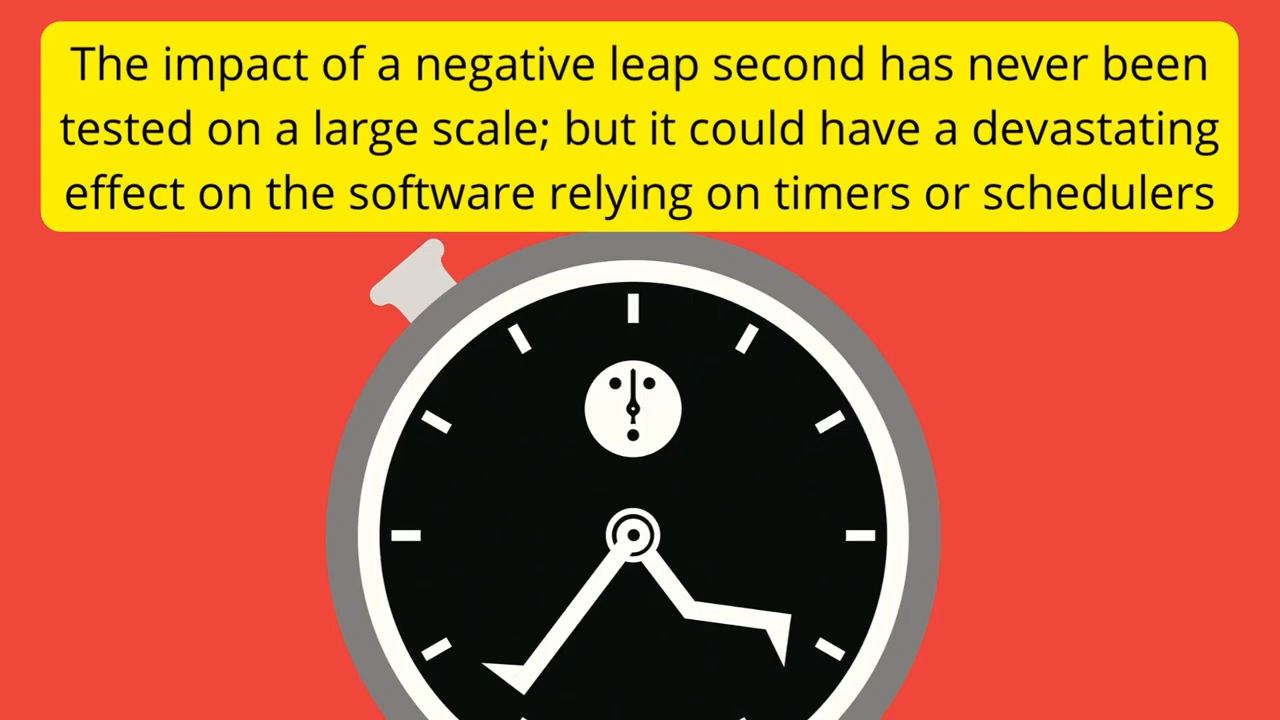 The impact of a negative leap second has never been
tested on a large scale; but it could have a devastating
effect on the software relying on timers or schedulers